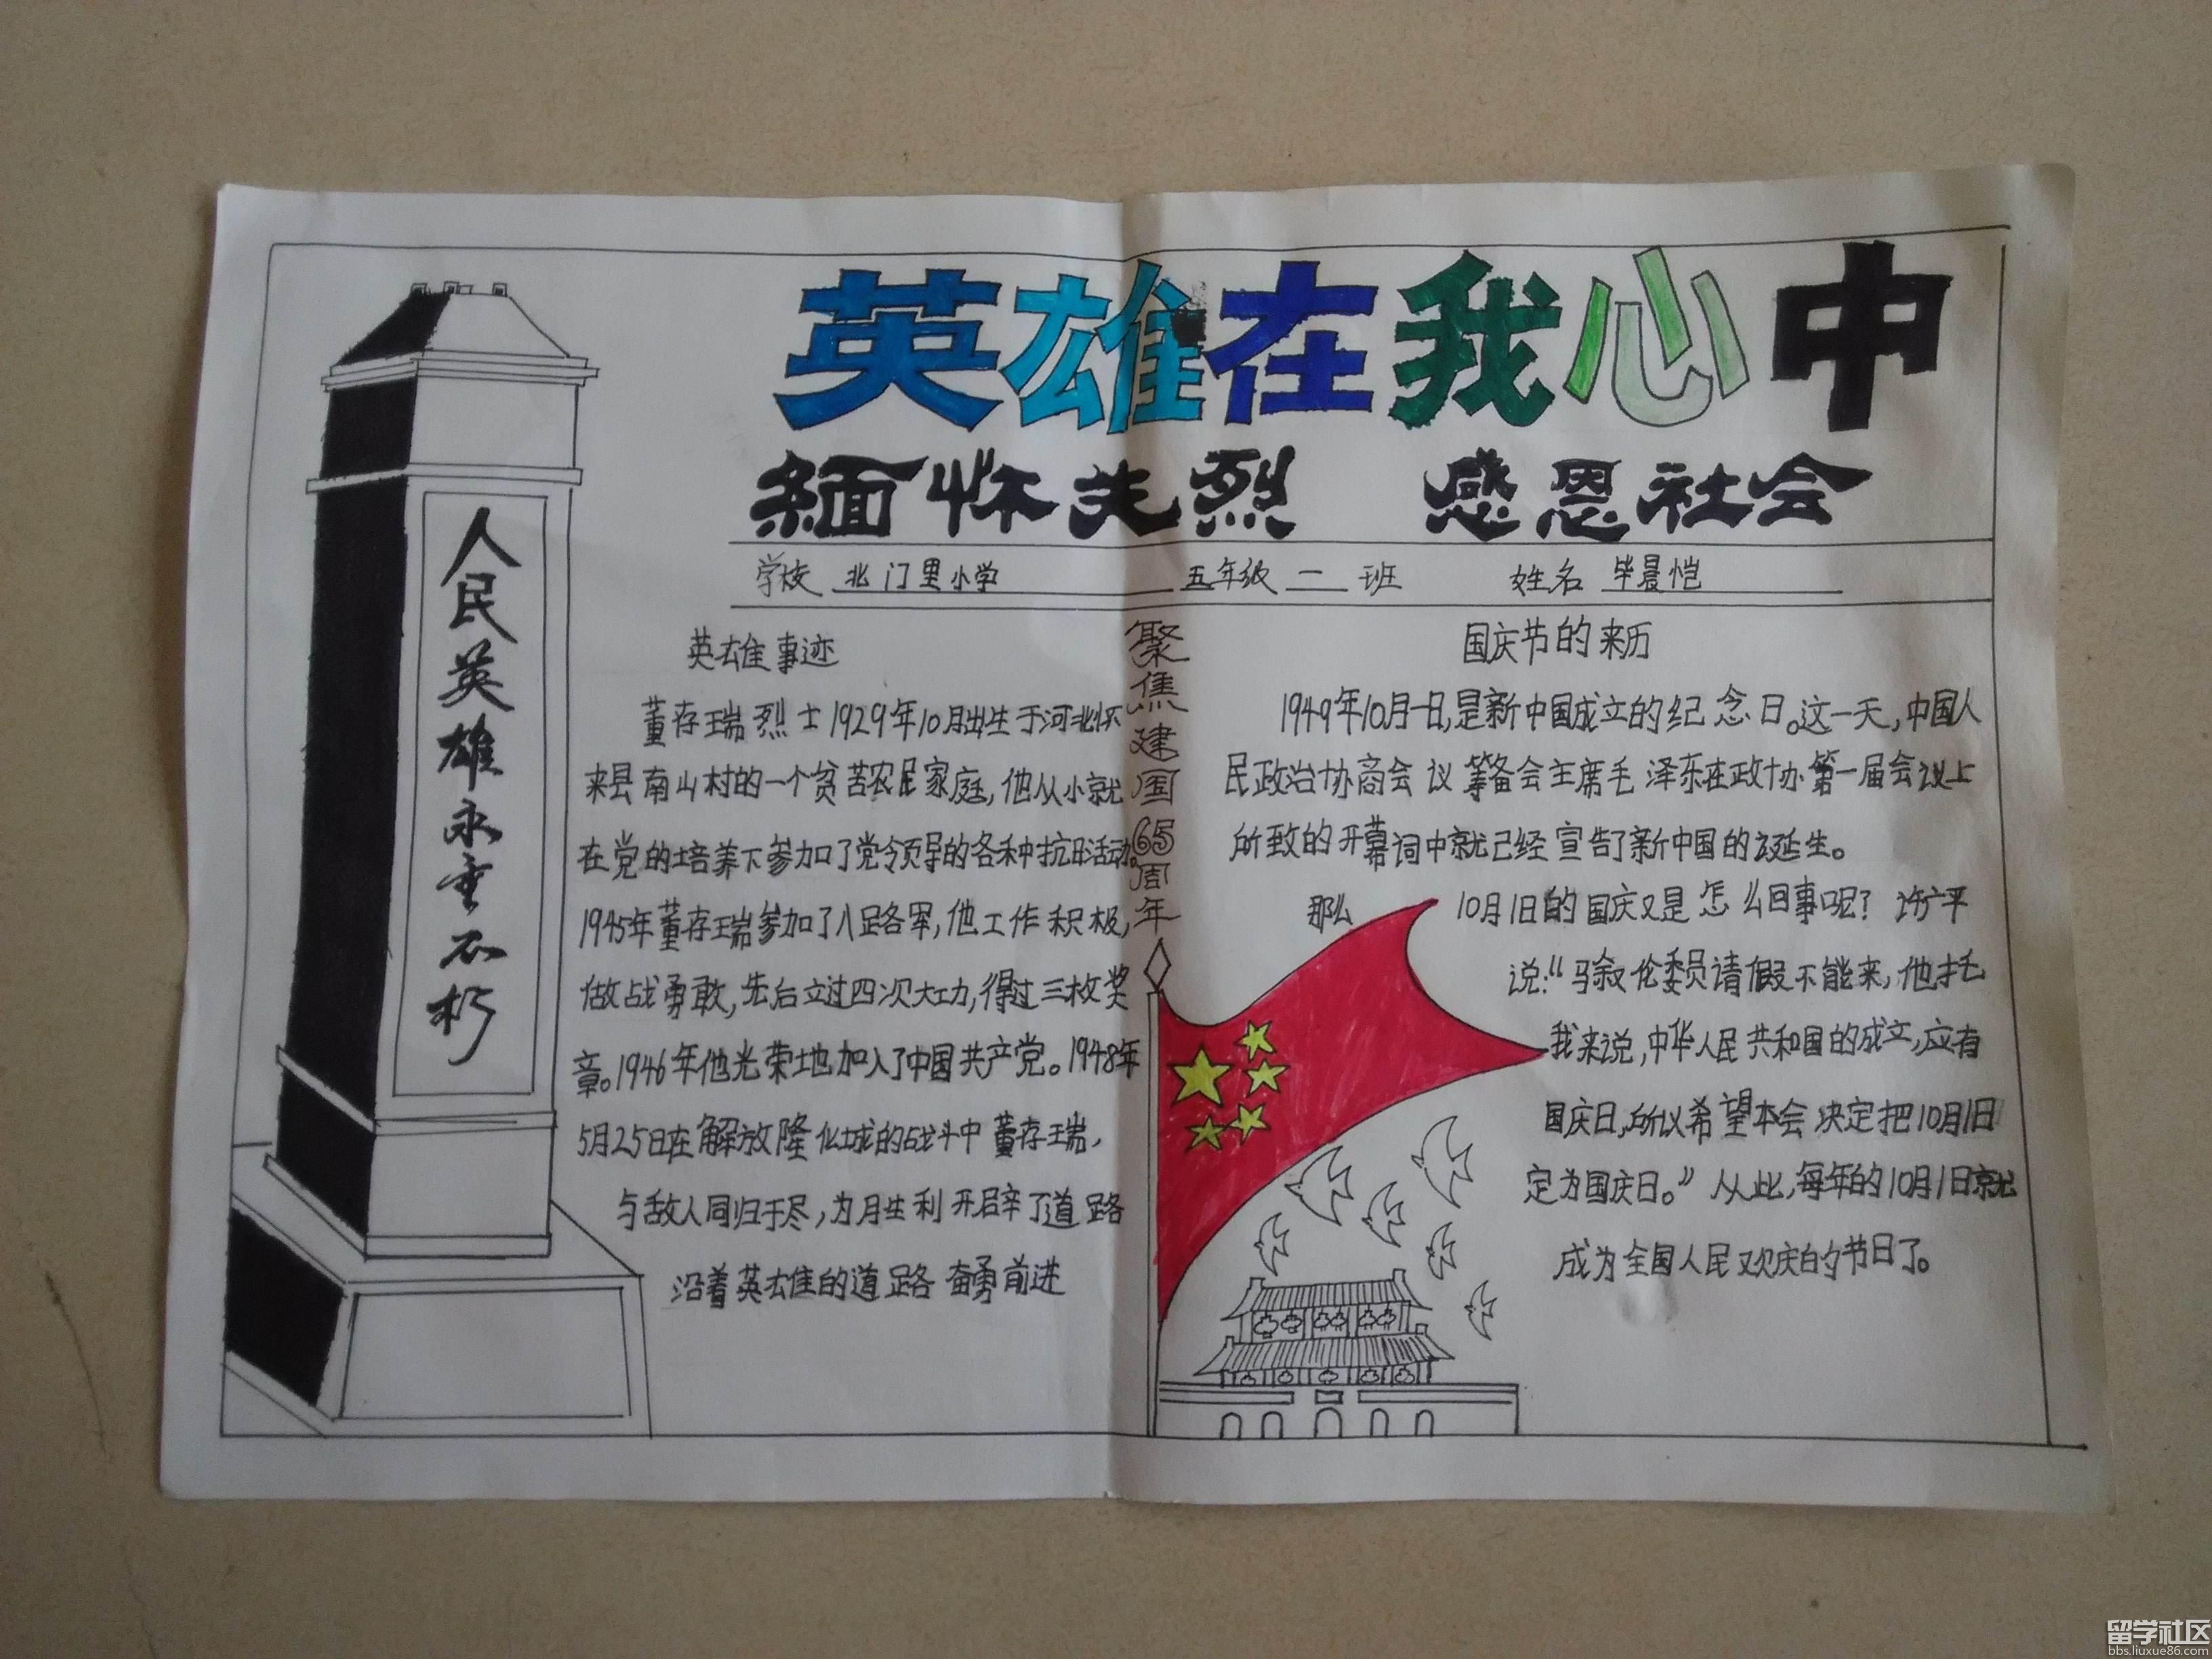 英雄在我心中
緬怀先烈 感恩社会
学校 北门里小学 五年级 二 班 姓名 毕晨恺
人民英雄永垂不朽
英雄事迹
董存瑞烈士1929年10月出生于河北怀
来县南山村的一个贫苦农民家庭,他从小就
在党的培养下参加了党领导的各种抗日活动。
1945年董存瑞参加了八路军,他工作积极,
做战勇敢,先后立过四次大功,得过三枚奖
章。1946年他光荣地加入了中国共产党。1948年
5月25日在解放隆化城的战斗中董存瑞,
与敌人同归于尽,为胜利开辟了道路
沿着英雄的道路奋勇前进
聚焦建国65周年
国庆节的来历
1949年10月一日,是新中国成立的纪念日。这一天,中国人
民政治协商会议筹备会主席毛泽东在政协第一届会议上
所致的开幕词中就已经宣告了新中国的诞生。
那么10月1日的国庆又是怎么回事呢?许广平
说:“马叙伦委员请假不能来,他托
我来说,中华人民共和国的成立,应有
国庆日,所以希望本会决定把10月1日
定为国庆日。”从此,每年的10月1日就
成为全国人民欢庆的节日了。
留学社区
bbs.liuxue86.com